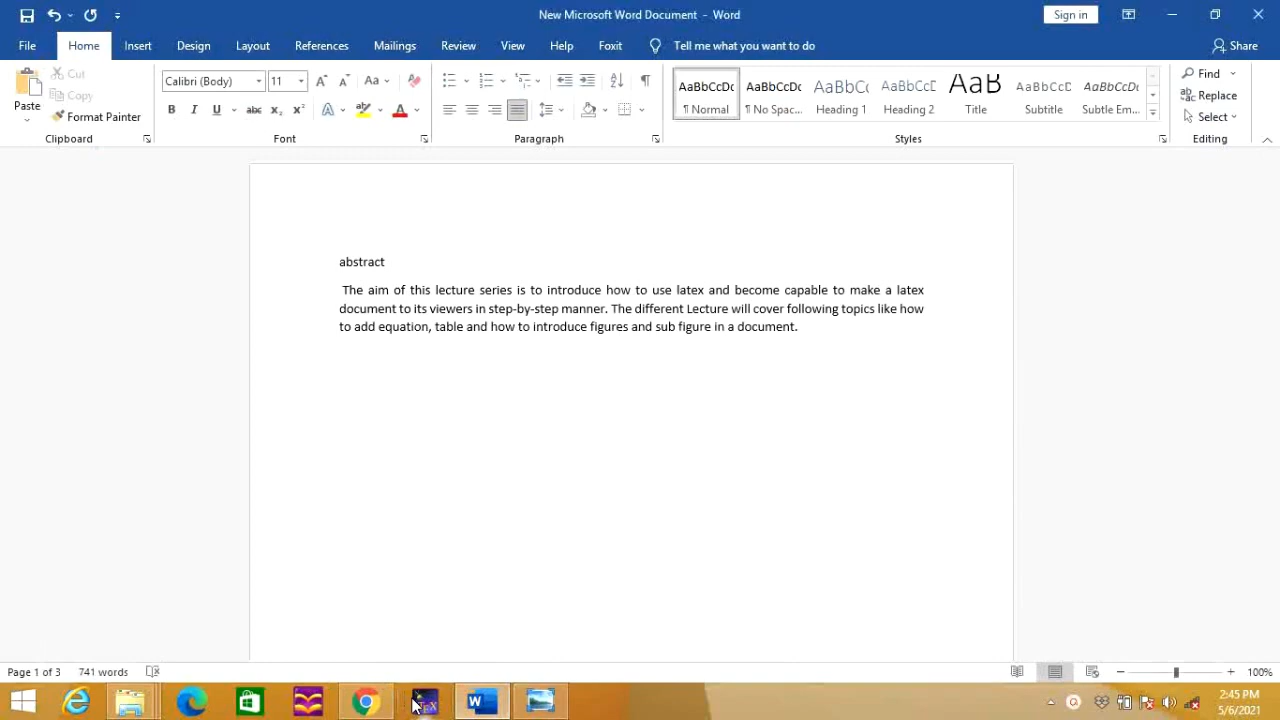 New Microsoft Word Document - Word
Sign in
File Home Insert Design Layout References Mailings Review View Help Foxit Tell me what you want to do Share
Paste
Cut
Copy
Format Painter
Clipboard
Calibri (Body) 11
Font
Paragraph
AaBbCcDc AaBbCcDc AaBbCc AaBbCcD AaB AaBbCcD AaBbCcDc
¶ Normal ¶ No Spac... Heading 1 Heading 2 Title Subtitle Subtle Em...
Styles
Find
Replace
Select
Editing
abstract
The aim of this lecture series is to introduce how to use latex and become capable to make a latex
document to its viewers in step-by-step manner. The different Lecture will cover following topics like how
to add equation, table and how to introduce figures and sub figure in a document.
Page 1 of 3 741 words 100%
2:45 PM
5/6/2021